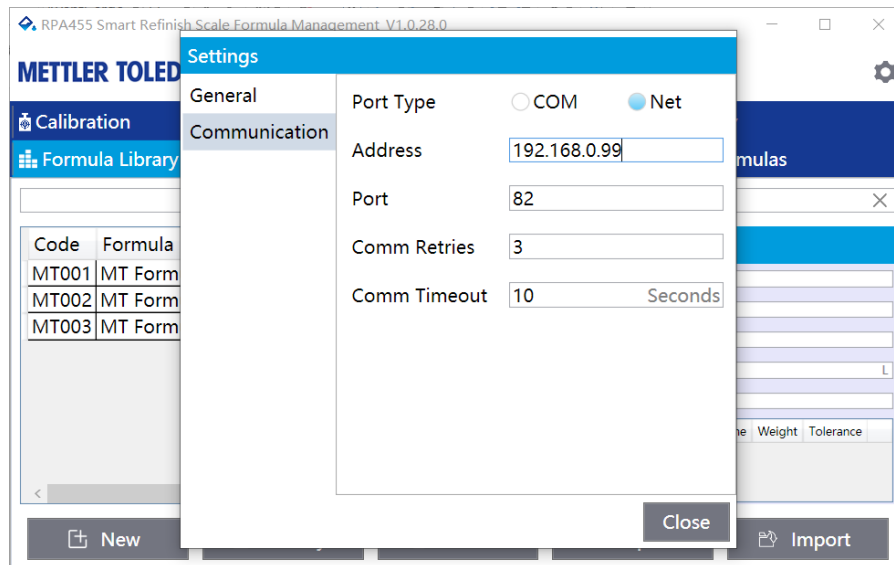 RPA455 Smart Refinish Scale Formula Management V1.0.28.0
METTLER TOLED
Settings
General
Communication
Port Type
COM
Net
Address
192.168.0.99
Port
82
Comm Retries
3
Comm Timeout
10
Seconds
Calibration
Formula Library
mulas
Code Formula
MT001 MT Form
MT002 MT Form
MT003 MT Form
L
ne Weight Tolerance
Close
New
Import